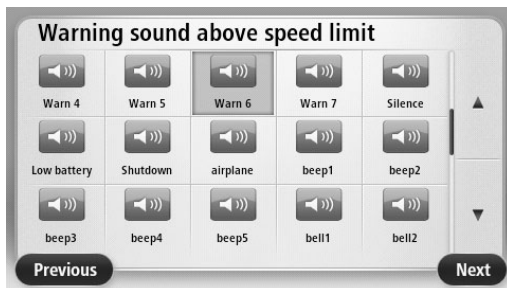 Warning sound above speed limit
Warn 4 Warn 5 Warn 6 Warn 7 Silence
Low battery Shutdown airplane beep1 beep2
beep3 beep4 beep5 bell1 bell2
Previous Next